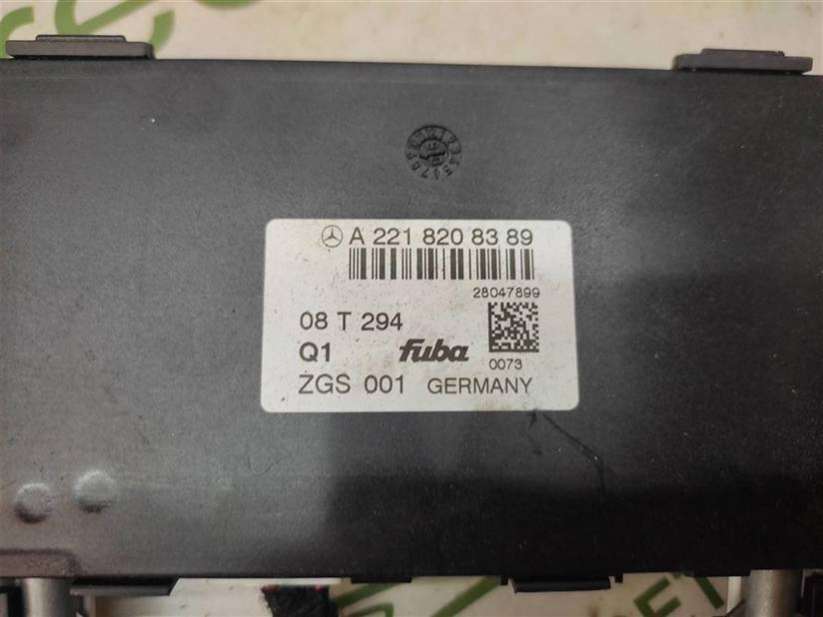 A 221 820 83 89
28047899
08 T 294
Q1 fuba
0073
ZGS 001 GERMANY